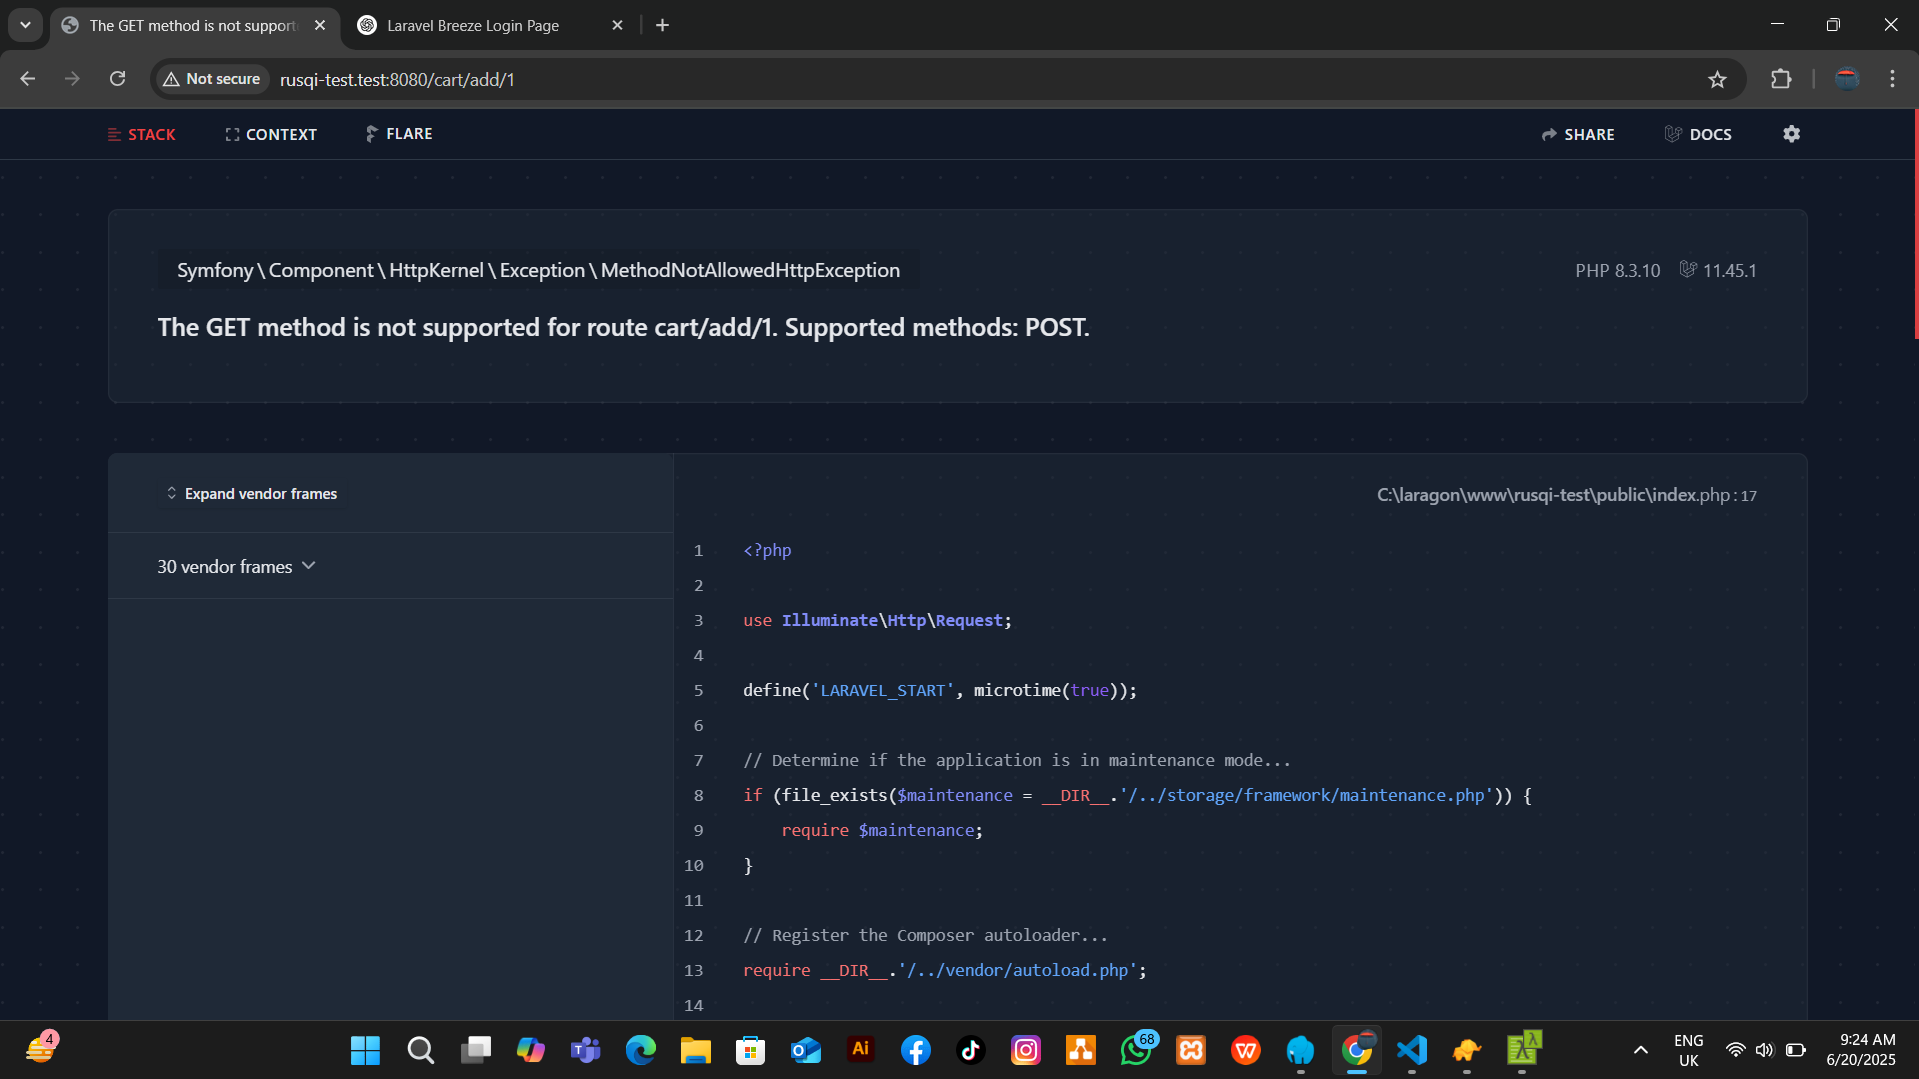 The GET method is not support
Laravel Breeze Login Page
Not secure
rusqi-test.test:8080/cart/add/1
STACK
CONTEXT
FLARE
SHARE
DOCS
Symfony\Component\HttpKernel\Exception\MethodNotAllowedHttpException
PHP 8.3.10
11.45.1
The GET method is not supported for route cart/add/1. Supported methods: POST.
Expand vendor frames
30 vendor frames
C:\laragon\www\rusqi-test\public\index.php:17
1 <?php
2
3 use Illuminate\Http\Request;
4
5 define('LARAVEL_START', microtime(true));
6
7 // Determine if the application is in maintenance mode...
8 if (file_exists($maintenance = __DIR__.'/../storage/framework/maintenance.php')) {
9 require $maintenance;
10 }
11
12 // Register the Composer autoloader...
13 require __DIR__.'/../vendor/autoload.php';
14
4
T
O
Ai
68
W
λ
ENG
UK
9:24 AM
6/20/2025